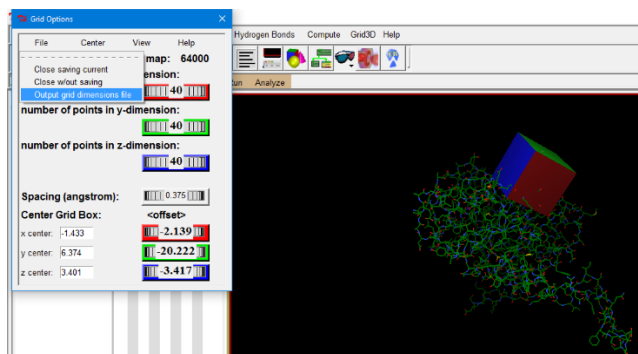 Grid Options
File Center View Help
map: 64000
Close saving current
Close w/out saving
Output grid dimensions file
ension:
40
number of points in y-dimension:
40
number of points in z-dimension:
40
Spacing (angstrom): 0.375
Center Grid Box: <offset>
x center: -1.433 -2.139
y center: 6.374 -20.222
z center: 3.401 -3.417
Hydrogen Bonds Compute Grid3D Help
Run Analyze